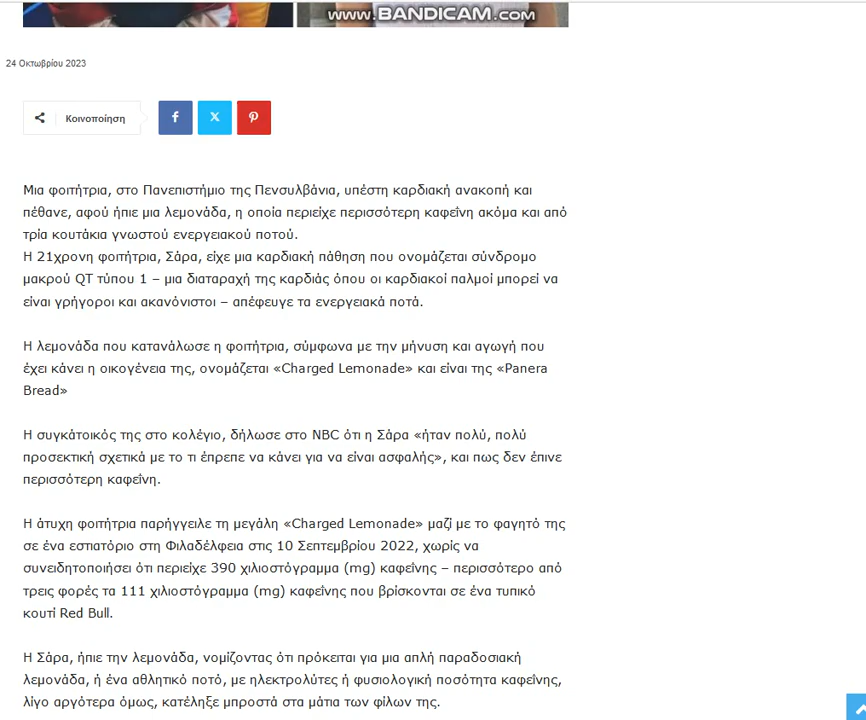 www.BANDICAM.com
24 Οκτωβρίου 2023
Κοινοποίηση
Μια φοιτήτρια, στο Πανεπιστήμιο της Πενσυλβάνια, υπέστη καρδιακή ανακοπή και
πέθανε, αφού ήπιε μια λεμονάδα, η οποία περιείχε περισσότερη καφεΐνη ακόμα και από
τρία κουτάκια γνωστού ενεργειακού ποτού.
Η 21χρονη φοιτήτρια, Σάρα, είχε μια καρδιακή πάθηση που ονομάζεται σύνδρομο
μακρού QT τύπου 1 – μια διαταραχή της καρδιάς όπου οι καρδιακοί παλμοί μπορεί να
είναι γρήγοροι και ακανόνιστοι – απέφευγε τα ενεργειακά ποτά.
Η λεμονάδα που κατανάλωσε η φοιτήτρια, σύμφωνα με την μήνυση και αγωγή που
έχει κάνει η οικογένεια της, ονομάζεται «Charged Lemonade» και είναι της «Panera
Bread»
Η συγκάτοικός της στο κολέγιο, δήλωσε στο NBC ότι η Σάρα «ήταν πολύ, πολύ
προσεκτική σχετικά με το τι έπρεπε να κάνει για να είναι ασφαλής», και πως δεν έπινε
περισσότερη καφεΐνη.
Η άτυχη φοιτήτρια παρήγγειλε τη μεγάλη «Charged Lemonade» μαζί με το φαγητό της
σε ένα εστιατόριο στη Φιλαδέλφεια στις 10 Σεπτεμβρίου 2022, χωρίς να
συνειδητοποιήσει ότι περιείχε 390 χιλιοστόγραμμα (mg) καφεΐνης – περισσότερο από
τρεις φορές τα 111 χιλιοστόγραμμα (mg) καφεΐνης που βρίσκονται σε ένα τυπικό
κουτί Red Bull.
Η Σάρα, ήπιε την λεμονάδα, νομίζοντας ότι πρόκειται για μια απλή παραδοσιακή
λεμονάδα, ή ένα αθλητικό ποτό, με ηλεκτρολύτες ή φυσιολογική ποσότητα καφεΐνης,
λίγο αργότερα όμως, κατέληξε μπροστά στα μάτια των φίλων της.